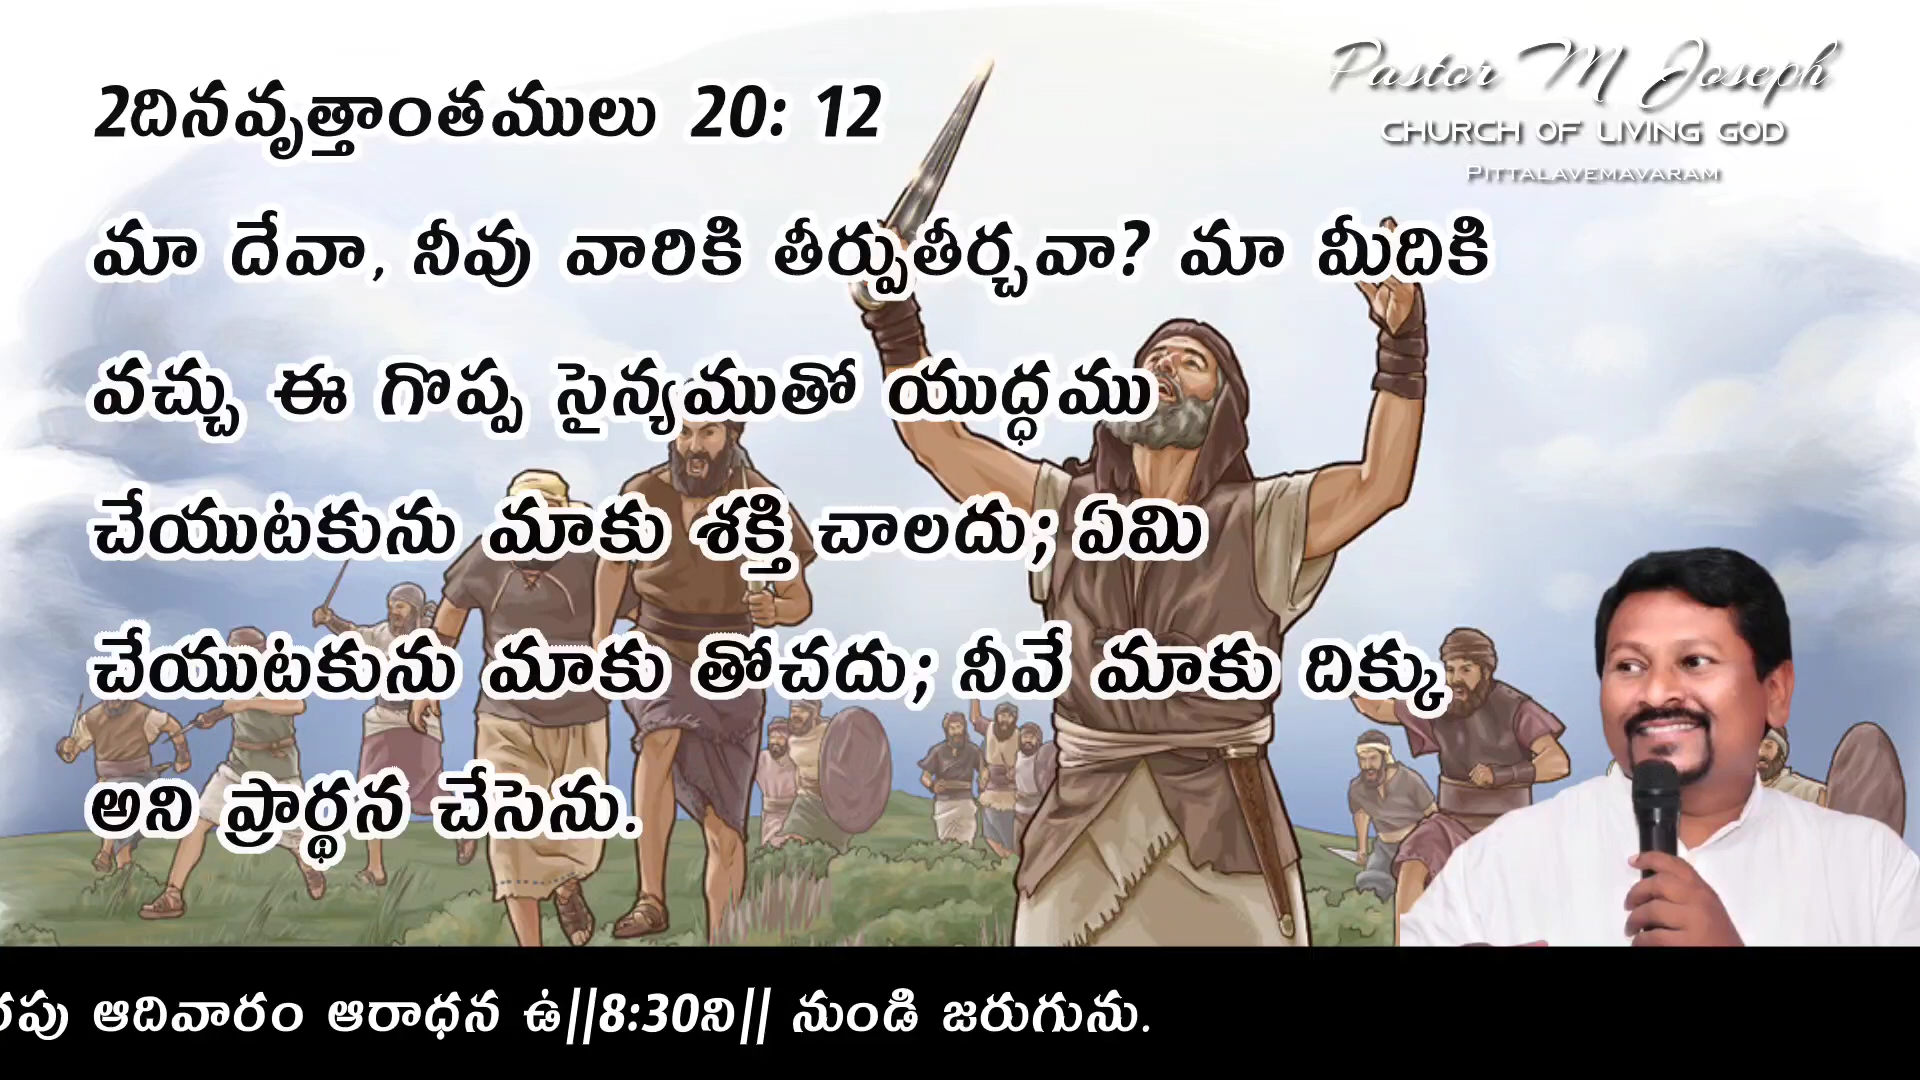 2దినవృత్తాంతములు 20: 12
మా దేవా, నీవు వారికి తీర్పుతీర్చవా? మా మీదికి
వచ్చు ఈ గొప్ప సైన్యముతో యుద్ధము
చేయుటకును మాకు శక్తి చాలదు; ఏమి
చేయుటకును మాకు తోచదు; నీవే మాకు దిక్కు
అని ప్రార్థన చేసెను.
Pastor M Joseph
CHURCH OF LIVING GOD
PITTALAVEMAVARAM
ఆదివారం ఆరాధన ఉ||8:30ని|| నుండి జరుగును.